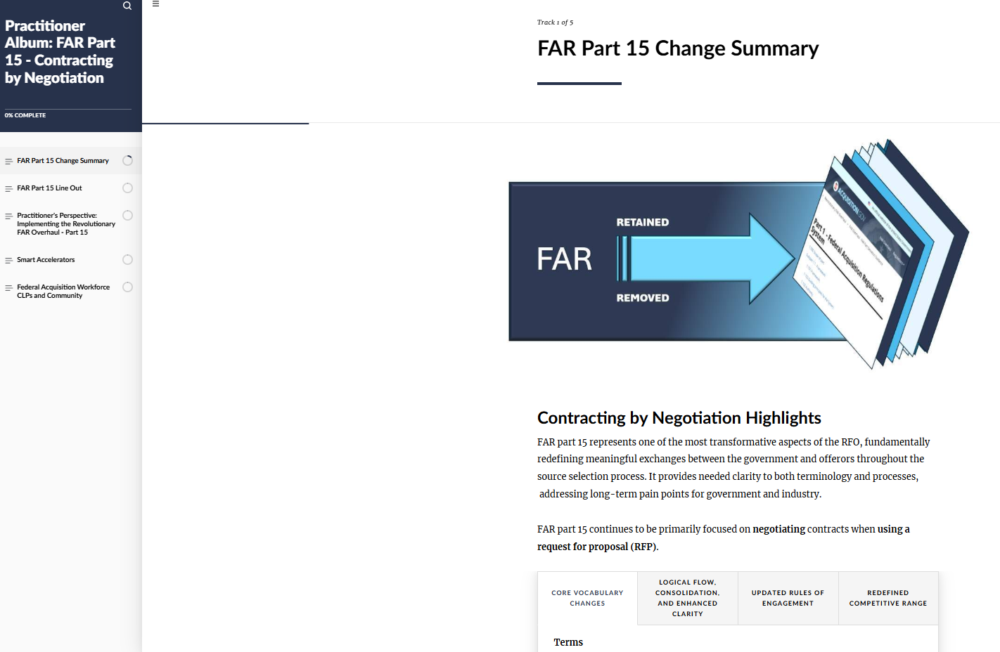 Practitioner
Album: FAR Part
15 - Contracting
by Negotiation
0% COMPLETE
FAR Part 15 Change Summary
FAR Part 15 Line Out
Practitioner's Perspective:
Implementing the Revolutionary
FAR Overhaul - Part 15
Smart Accelerators
Federal Acquisition Workforce
CLPs and Community
Track 1 of 5
FAR Part 15 Change Summary
RETAINED
FAR
REMOVED
ACQUISITION.GOV
Part 1 - Federal Acquisition Regulations
System
Contracting by Negotiation Highlights
FAR part 15 represents one of the most transformative aspects of the RFO, fundamentally
redefining meaningful exchanges between the government and offerors throughout the
source selection process. It provides needed clarity to both terminology and processes,
addressing long-term pain points for government and industry.
FAR part 15 continues to be primarily focused on negotiating contracts when using a
request for proposal (RFP).
CORE VOCABULARY
CHANGES
LOGICAL FLOW,
CONSOLIDATION,
AND ENHANCED
CLARITY
UPDATED RULES OF
ENGAGEMENT
REDEFINED
COMPETITIVE RANGE
Terms